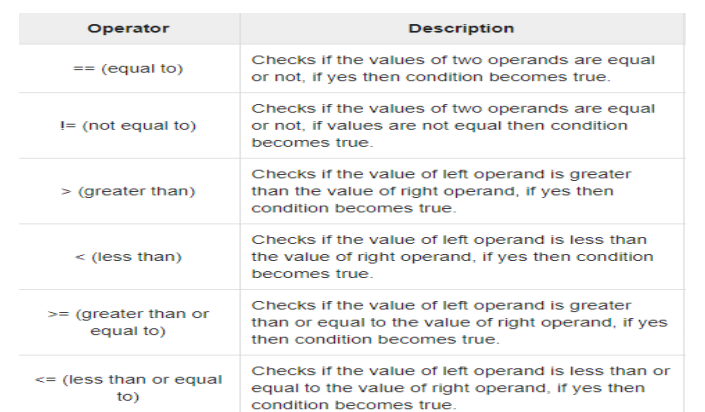 Operator Description
== (equal to)
Checks if the values of two operands are equal
or not, if yes then condition becomes true.
!= (not equal to)
Checks if the values of two operands are equal
or not, if values are not equal then condition
becomes true.
> (greater than)
Checks if the value of left operand is greater
than the value of right operand, if yes then
condition becomes true.
< (less than)
Checks if the value of left operand is less than
the value of right operand, if yes then condition
becomes true.
>= (greater than or
equal to)
Checks if the value of left operand is greater
than or equal to the value of right operand, if yes
then condition becomes true.
<= (less than or equal
to)
Checks if the value of left operand is less than or
equal to the value of right operand, if yes then
condition becomes true.